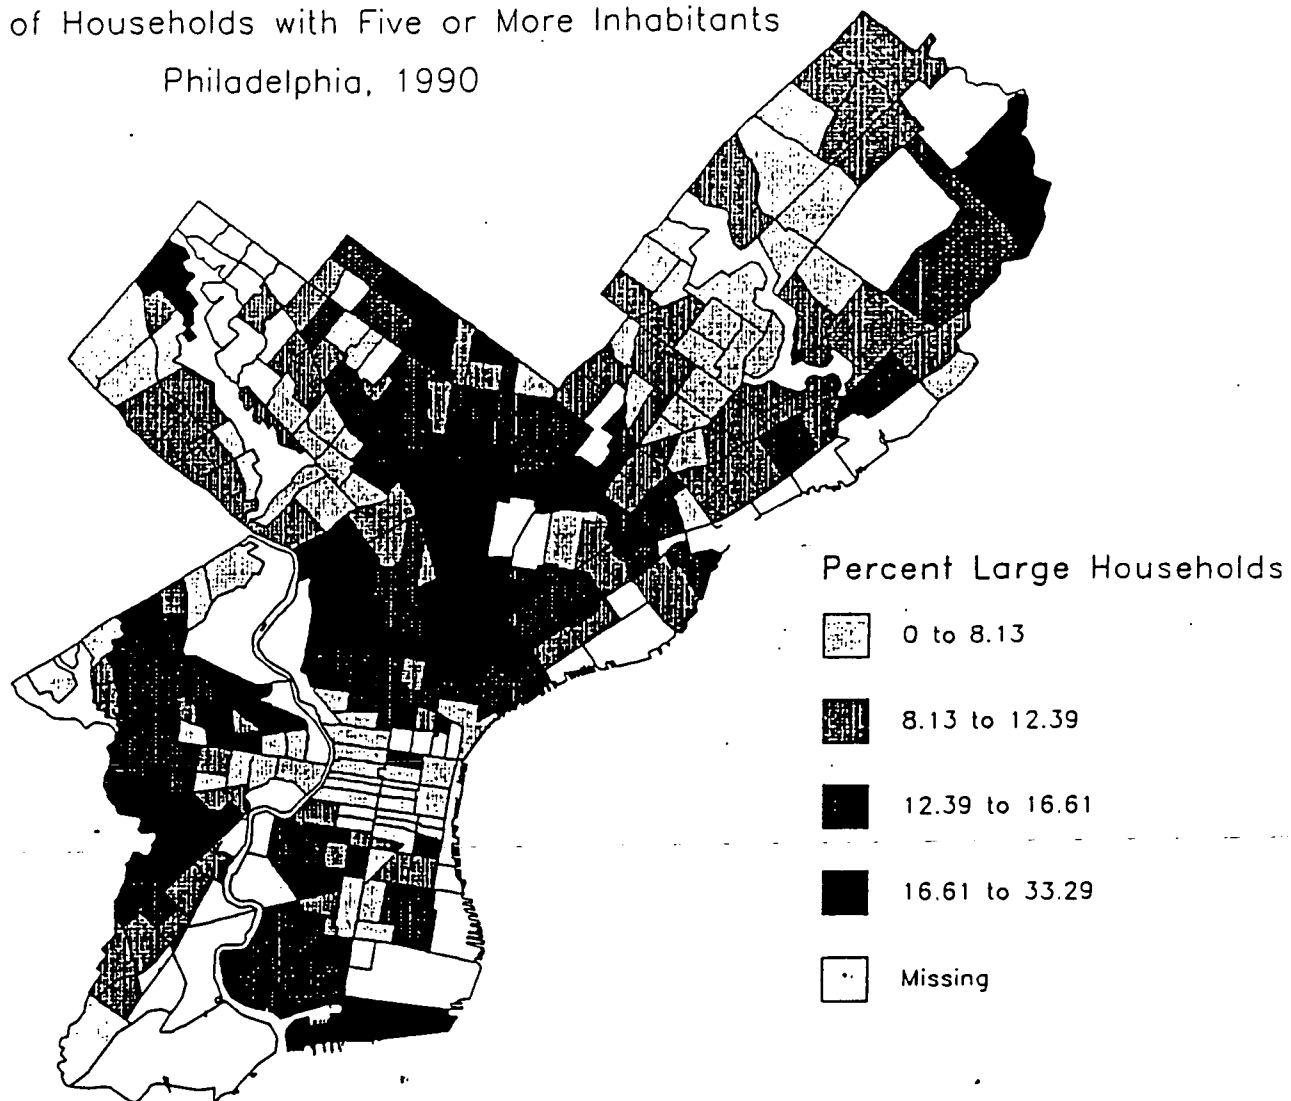 of Households with Five or More Inhabitants
Philadelphia, 1990
Percent Large Households
0 to 8.13
8.13 to 12.39
12.39 to 16.61
16.61 to 33.29
Missing